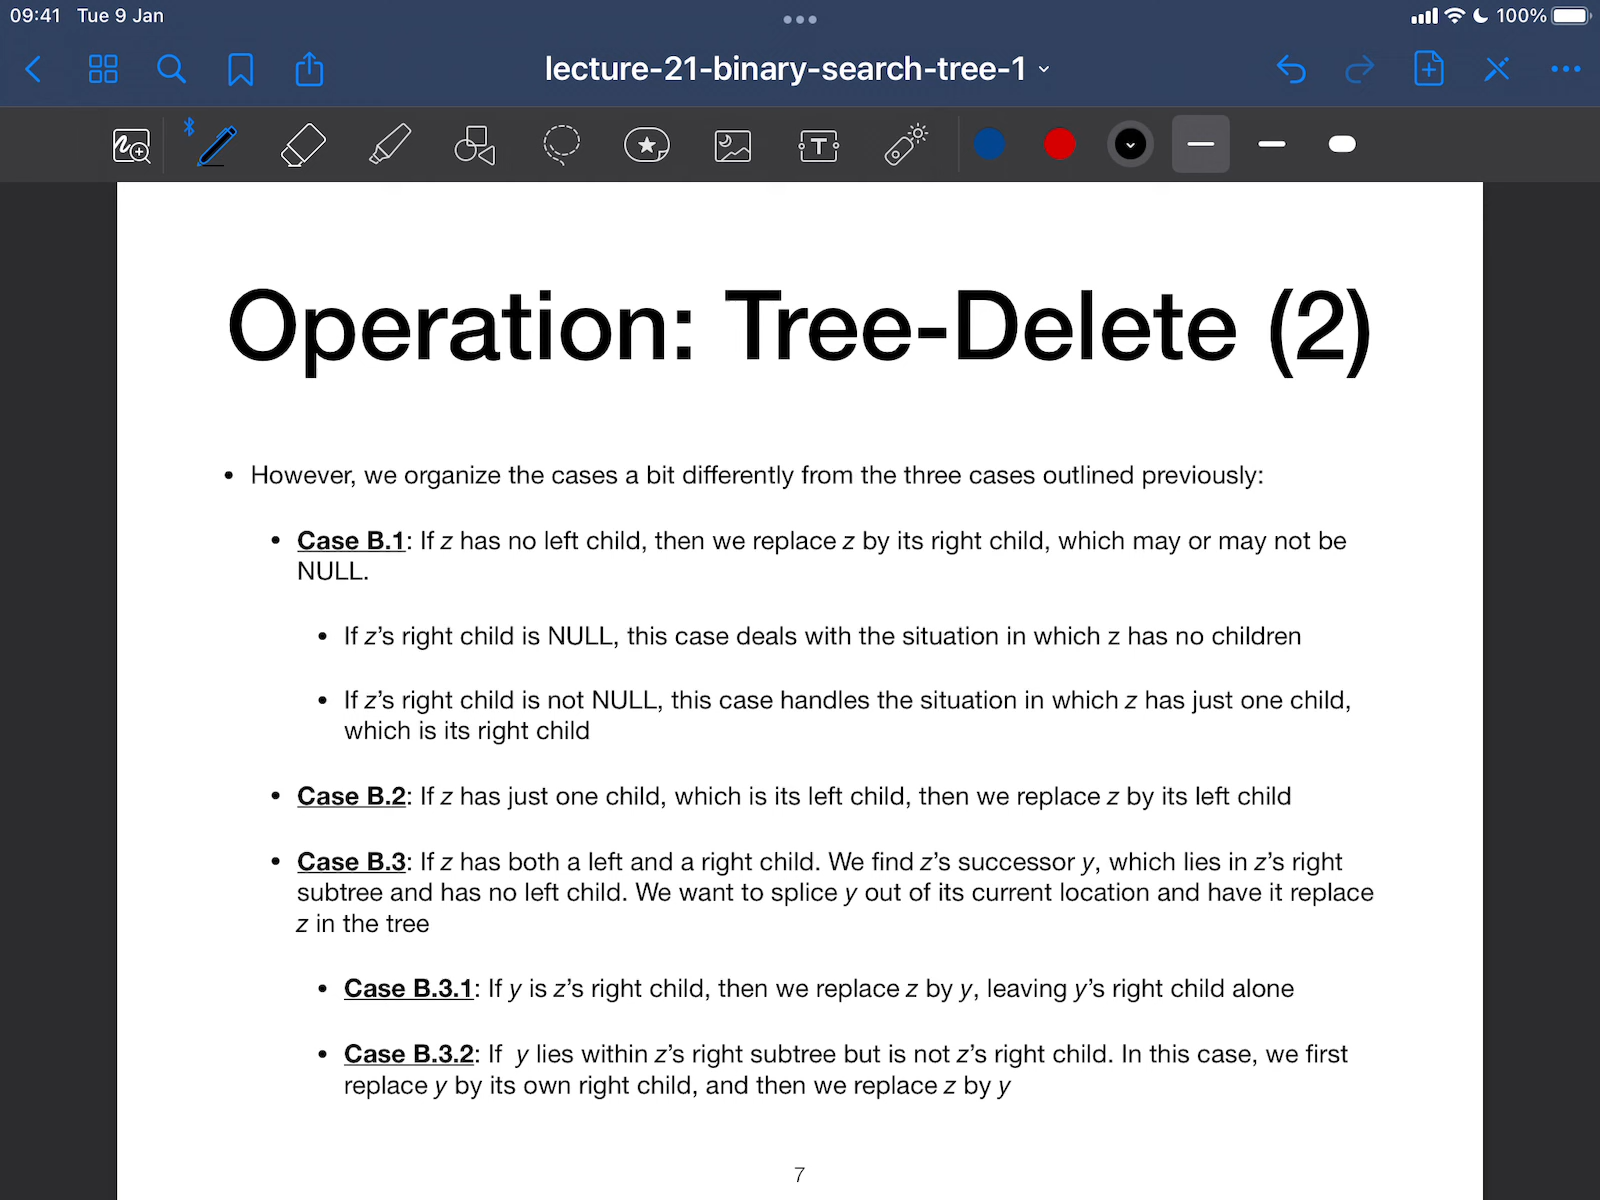 09:41 Tue 9 Jan
100%
lecture-21-binary-search-tree-1
T
Operation: Tree-Delete (2)
• However, we organize the cases a bit differently from the three cases outlined previously:
• Case B.1: If z has no left child, then we replace z by its right child, which may or may not be
NULL.
• If z’s right child is NULL, this case deals with the situation in which z has no children
• If z’s right child is not NULL, this case handles the situation in which z has just one child,
which is its right child
• Case B.2: If z has just one child, which is its left child, then we replace z by its left child
• Case B.3: If z has both a left and a right child. We find z’s successor y, which lies in z’s right
subtree and has no left child. We want to splice y out of its current location and have it replace
z in the tree
• Case B.3.1: If y is z’s right child, then we replace z by y, leaving y’s right child alone
• Case B.3.2: If y lies within z’s right subtree but is not z’s right child. In this case, we first
replace y by its own right child, and then we replace z by y
7